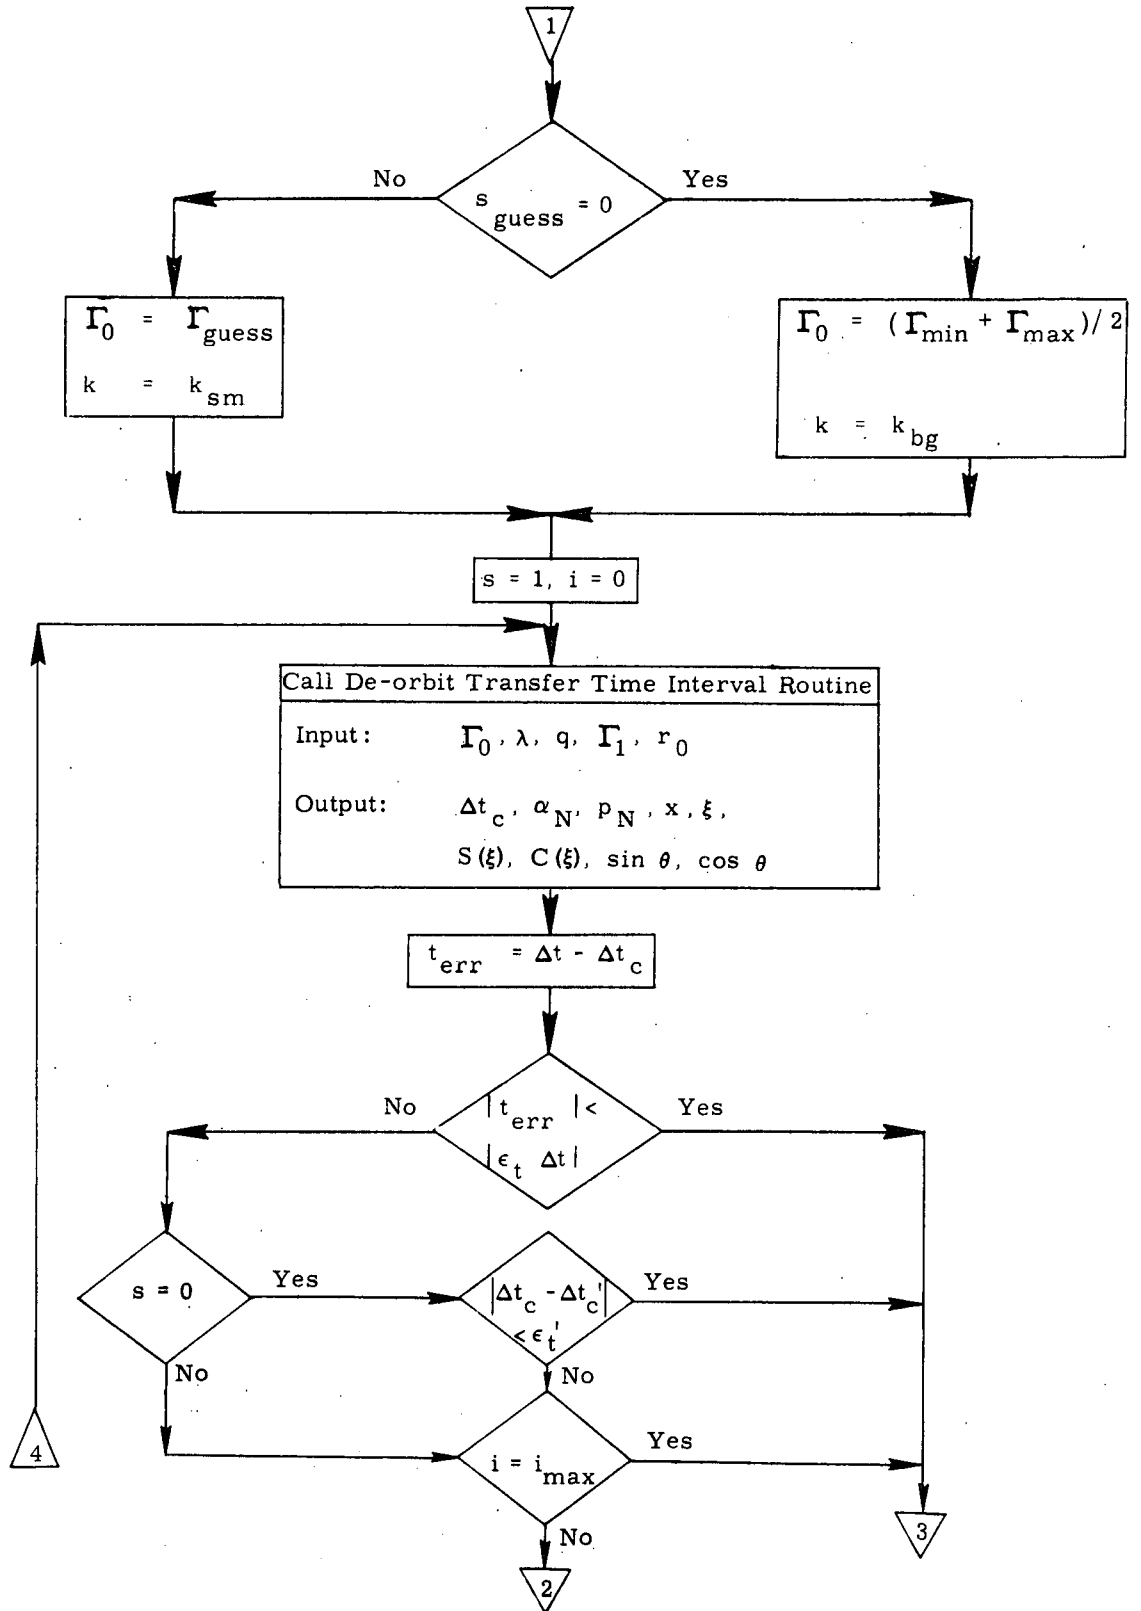 1
No
Yes
s_guess = 0
Γ_0 = Γ_guess
k = k_sm
Γ_0 = (Γ_min + Γ_max)/2
k = k_bg
s = 1, i = 0
Call De-orbit Transfer Time Interval Routine
Input: Γ_0, λ, q, Γ_1, r_0
Output: Δt_c, α_N, p_N, x, ξ,
S(ξ), C(ξ), sin θ, cos θ
t_err = Δt - Δt_c
No
Yes
|t_err| <
|ϵ_t Δt|
s = 0
Yes
|Δt_c - Δt_c'|
< ϵ_t'
Yes
No
No
4
i = i_max
Yes
No
3
2